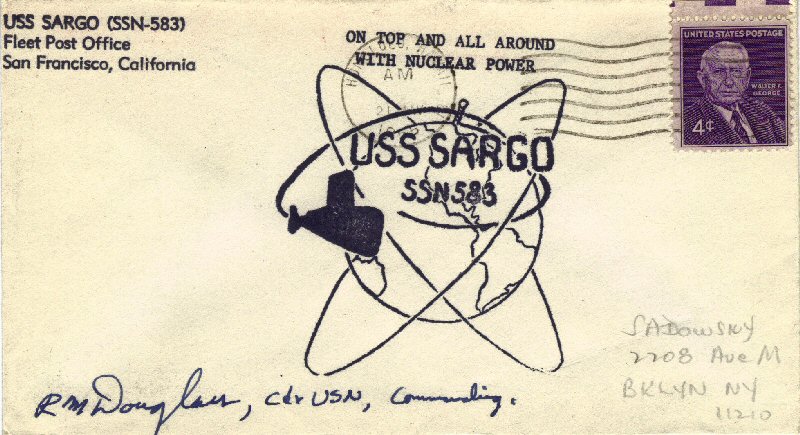 USS SARGO (SSN-583)
Fleet Post Office
San Francisco, California
ON TOP AND ALL AROUND
WITH NUCLEAR POWER
AM
UNITED STATES POSTAGE
WALTER F.
GEORGE
4¢
USS SARGO
SSN583
SADOWSKY
2208 Ave M
BKLYN NY
11210
RM Douglass, Cdr USN, Commanding.